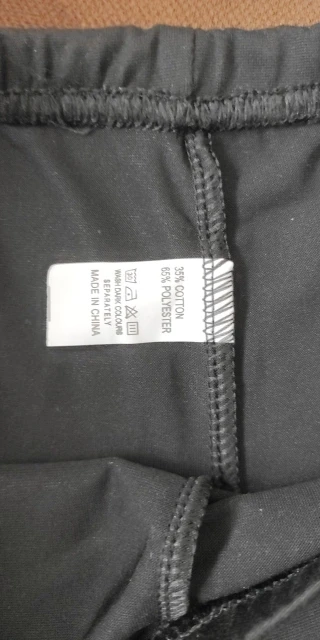 35% COTTON
65% POLYESTER
WASH DARK COLOURS
SEPARATELY
MADE IN CHINA